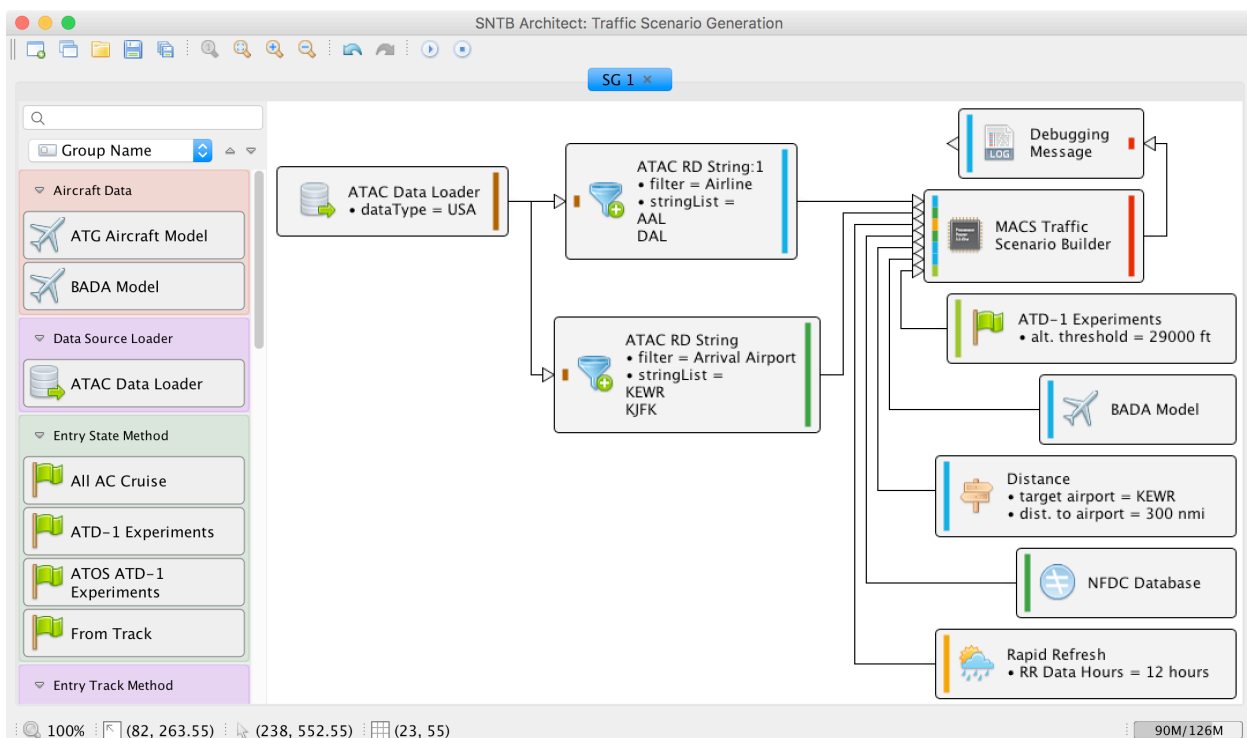 SNTB Architect: Traffic Scenario Generation
SG 1 ×
Group Name
Aircraft Data
ATG Aircraft Model
BADA Model
Data Source Loader
ATAC Data Loader
Entry State Method
All AC Cruise
ATD-1 Experiments
ATOS ATD-1
Experiments
From Track
Entry Track Method
ATAC Data Loader
• dataType = USA
ATAC RD String:1
• filter = Airline
• stringList =
AAL
DAL
ATAC RD String
• filter = Arrival Airport
• stringList =
KEWR
KJFK
LOG
Debugging
Message
MACS Traffic
Scenario Builder
ATD-1 Experiments
• alt. threshold = 29000 ft
BADA Model
Distance
• target airport = KEWR
• dist. to airport = 300 nmi
NFDC Database
Rapid Refresh
• RR Data Hours = 12 hours
100%
(82, 263.55)
(238, 552.55)
(23, 55)
90M/126M